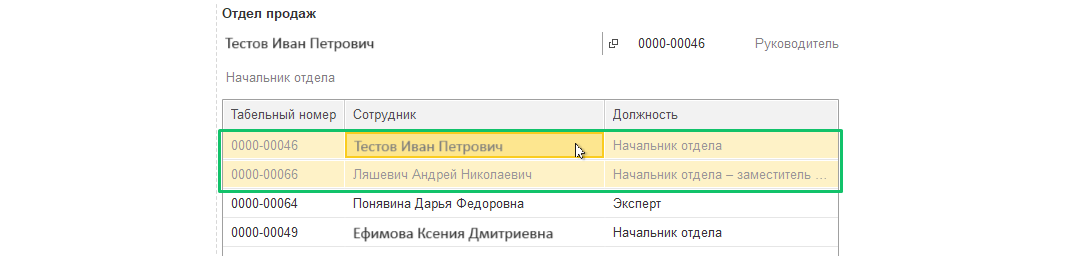 Отдел продаж
Тестов Иван Петрович 0000-00046 Руководитель
Начальник отдела
Табельный номер Сотрудник Должность
0000-00046 Тестов Иван Петрович Начальник отдела
0000-00066 Ляшевич Андрей Николаевич Начальник отдела – заместитель ...
0000-00064 Понявина Дарья Федоровна Эксперт
0000-00049 Ефимова Ксения Дмитриевна Начальник отдела